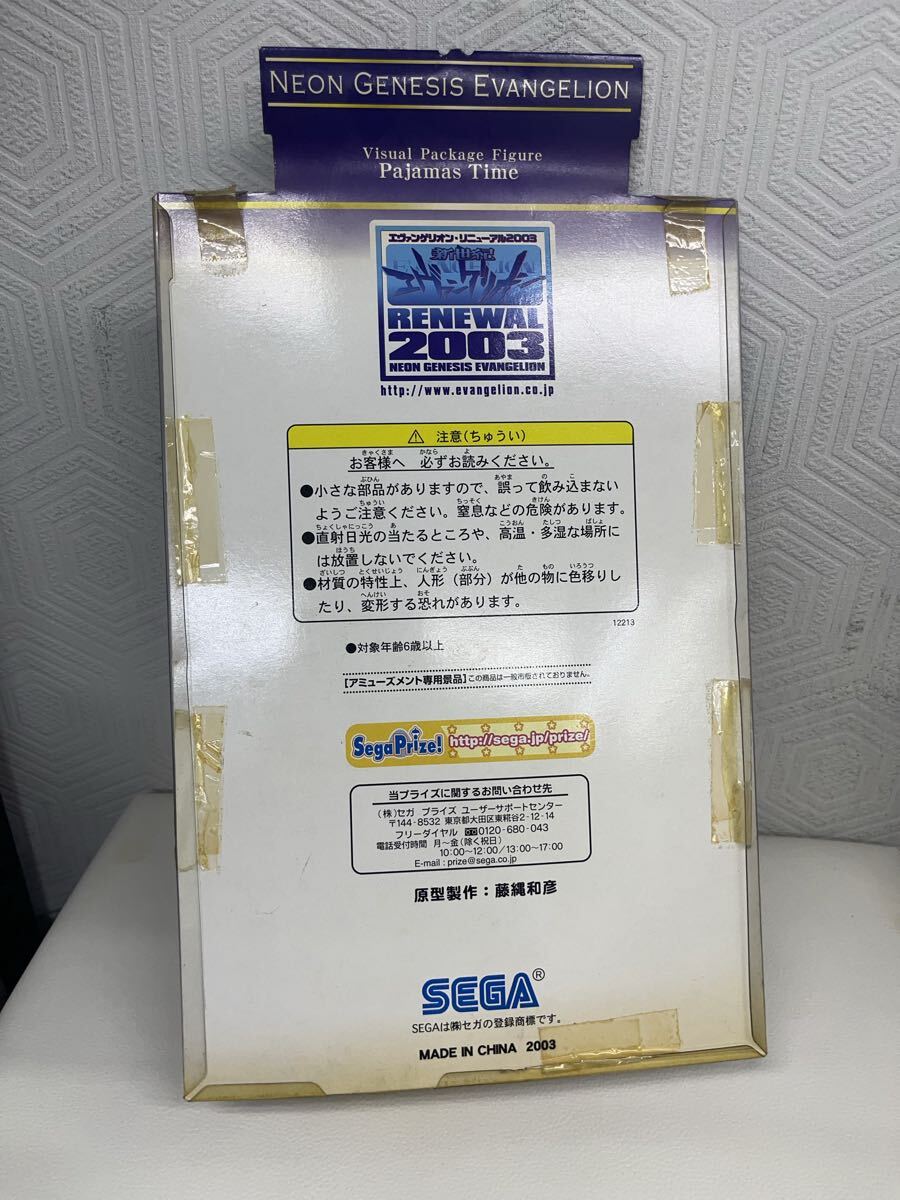 NEON GENESIS EVANGELION
Visual Package Figure
Pajamas Time
エヴァンゲリオン・リニューアル2003
新世紀
エヴァンゲリオン
RENEWAL
2003
NEON GENESIS EVANGELION
http://www.evangelion.co.jp
⚠ 注意(ちゅうい)
お客様へ 必ずお読みください。
●小さな部品がありますので、誤って飲み込まない
ようご注意ください。窒息などの危険があります。
●直射日光の当たるところや、高温・多湿な場所に
は放置しないでください。
●材質の特性上、人形（部分）が他の物に色移りし
たり、変形する恐れがあります。
12213
●対象年齢6歳以上
【アミューズメント専用景品】この商品は一般市販されておりません。
SegaPrize! http://sega.jp/prize/
当プライズに関するお問い合わせ先
(株)セガ プライズ ユーザーサポートセンター
〒144-8532 東京都大田区東糀谷2-12-14
フリーダイヤル 0120-680-043
電話受付時間 月～金(除く祝日)
10:00～12:00/13:00～17:00
E-mail : prize@sega.co.jp
原型製作：藤縄和彦
SEGA®
SEGAは㈱セガの登録商標です。
MADE IN CHINA 2003